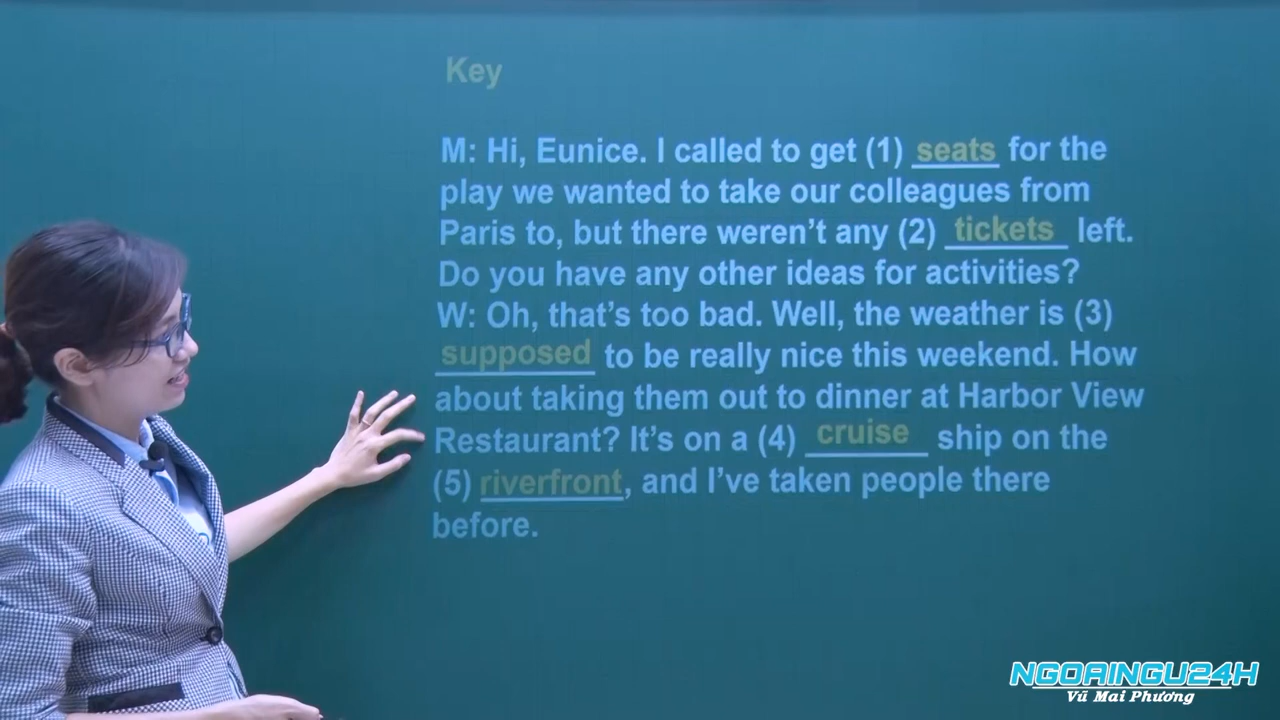 Key
M: Hi, Eunice. I called to get (1) seats for the
play we wanted to take our colleagues from
Paris to, but there weren't any (2) tickets left.
Do you have any other ideas for activities?
W: Oh, that's too bad. Well, the weather is (3)
supposed to be really nice this weekend. How
about taking them out to dinner at Harbor View
Restaurant? It's on a (4) cruise ship on the
(5) riverfront, and I've taken people there
before.
NGOAINGU24H
Vũ Mai Phương